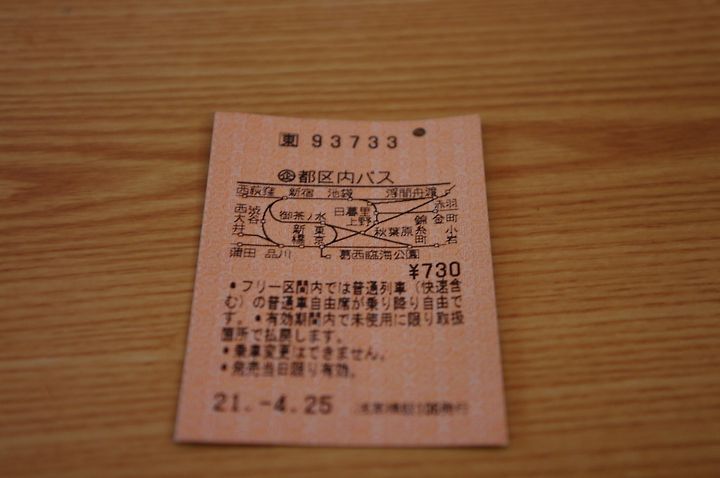 東 93733
企 都区内パス
西荻窪 新宿 池袋 浮間舟渡
日暮里 赤羽
西大井 渋谷 御茶ノ水 上野 錦糸町 金町
新橋 東京 秋葉原 小岩
蒲田 品川 葛西臨海公園
¥730
•フリー区間内では普通列車（快速含
む）の普通車自由席が乗り降り自由で
す。•有効期間内で未使用に限り取扱
箇所で払戻します。
•乗車変更はできません。
•発売当日限り有効。
21.-4.25